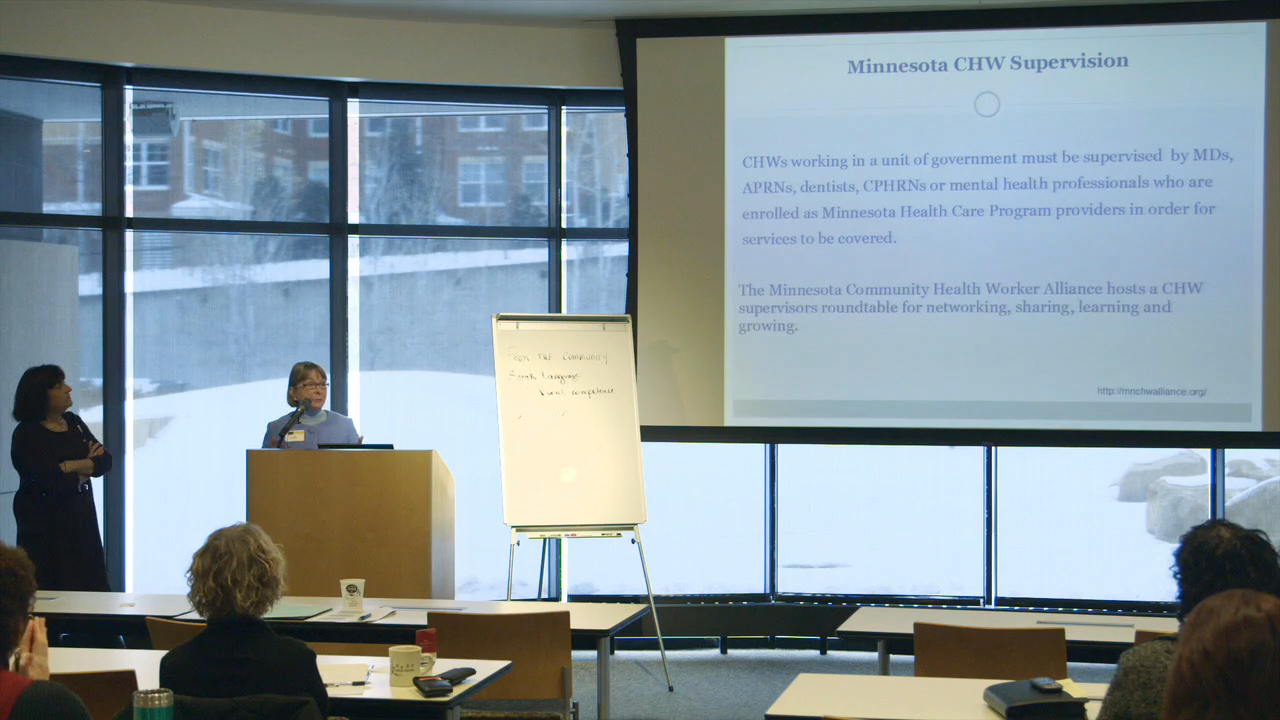 Minnesota CHW Supervision
CHWs working in a unit of government must be supervised by MDs,
APRNs, dentists, CPHRNs or mental health professionals who are
enrolled as Minnesota Health Care Program providers in order for
services to be covered.
The Minnesota Community Health Worker Alliance hosts a CHW
supervisors roundtable for networking, sharing, learning and
growing.
http://mnchwalliance.org/
From the Community
Language
competence